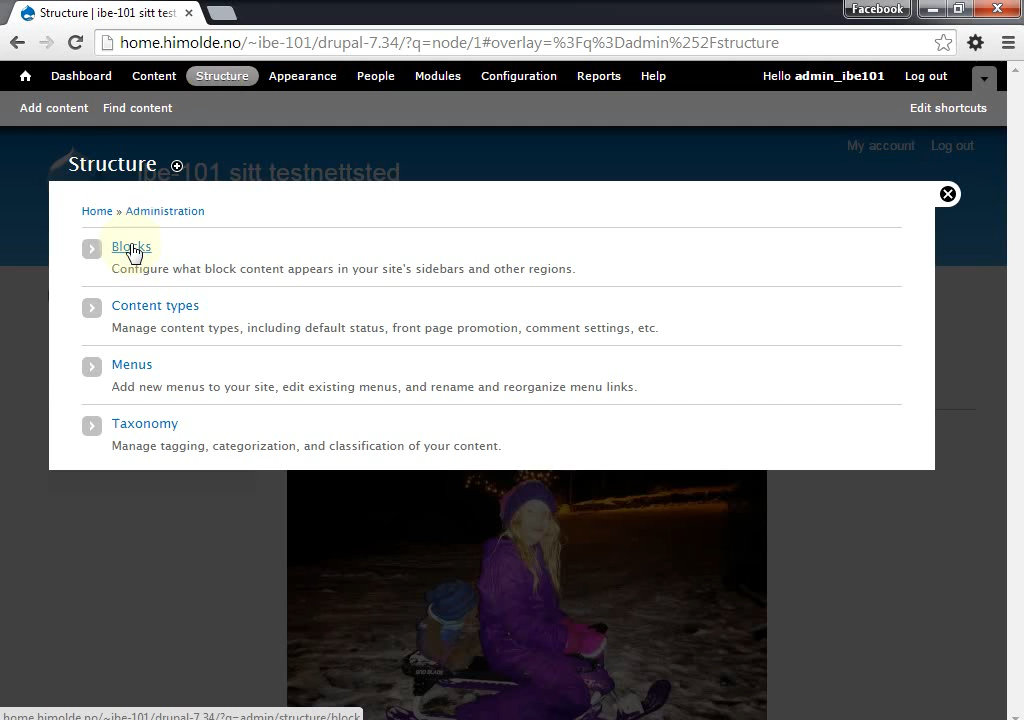 Structure | ibe-101 sitt test
Facebook
home.himolde.no/~ibe-101/drupal-7.34/?q=node/1#overlay=%3Fq%3Dadmin%252Fstructure
Dashboard Content Structure Appearance People Modules Configuration Reports Help Hello admin_ibe101 Log out
Add content Find content Edit shortcuts
My account Log out
Structure
ibe-101 sitt testnettsted
Home » Administration
Blocks
Configure what block content appears in your site's sidebars and other regions.
Content types
Manage content types, including default status, front page promotion, comment settings, etc.
Menus
Add new menus to your site, edit existing menus, and rename and reorganize menu links.
Taxonomy
Manage tagging, categorization, and classification of your content.
home.himolde.no/~ibe-101/drupal-7.34/?q=admin/structure/block